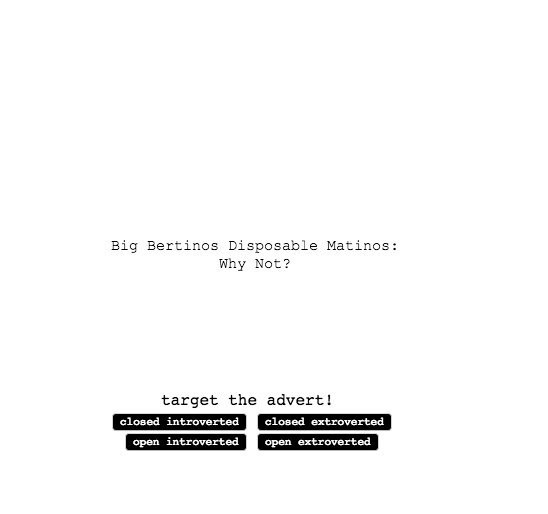 Big Bertinos Disposable Matinos:
Why Not?
target the advert!
closed introverted closed extroverted
open introverted open extroverted